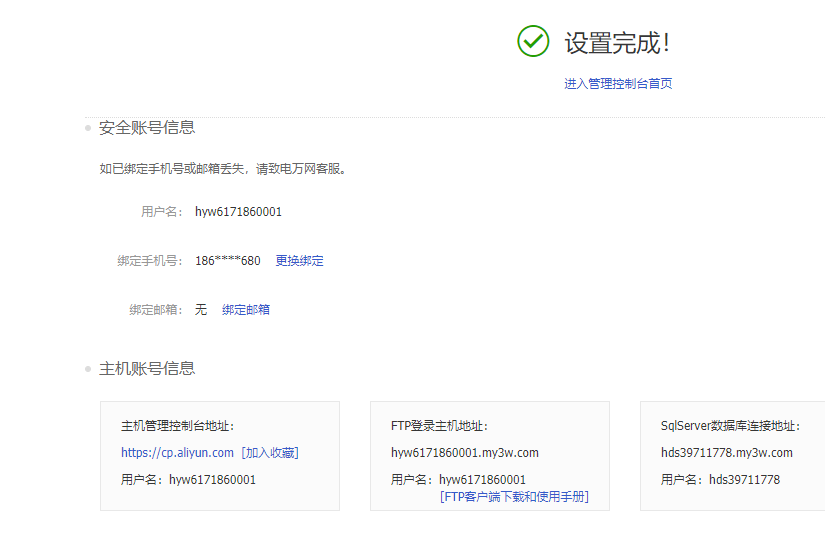 设置完成！
进入管理控制台首页
安全账号信息
如已绑定手机号或邮箱丢失，请致电万网客服。
用户名： hyw6171860001
绑定手机号： 186****680 更换绑定
绑定邮箱： 无 绑定邮箱
主机账号信息
主机管理控制台地址：
https://cp.aliyun.com [加入收藏]
用户名：hyw6171860001
FTP登录主机地址：
hyw6171860001.my3w.com
用户名：hyw6171860001
[FTP客户端下载和使用手册]
SqlServer数据库连接地址：
hds39711778.my3w.com
用户名：hds39711778